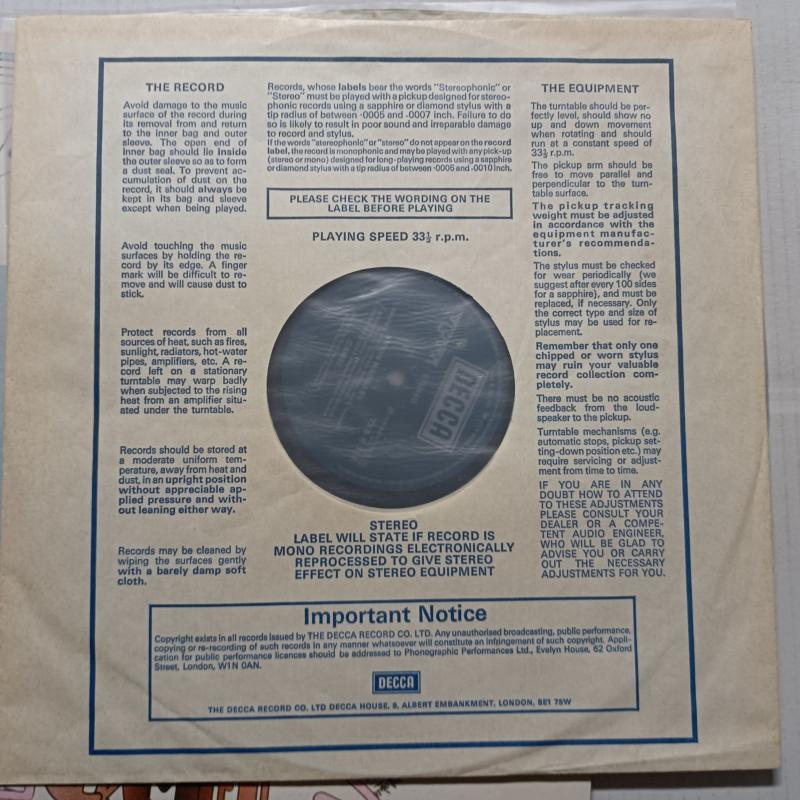 THE RECORD
Avoid damage to the music
surface of the record during
its removal from and return
to the inner bag and outer
sleeve. The open end of
inner bag should lie inside
the outer sleeve so as to form
a dust seal. To prevent ac-
cumulation of dust on the
record, it should always be
kept in its bag and sleeve
except when being played.
Avoid touching the music
surfaces by holding the re-
cord by its edge. A finger
mark will be difficult to re-
move and will cause dust to
stick.
Protect records from all
sources of heat, such as fires,
sunlight, radiators, hot-water
pipes, amplifiers, etc. A re-
cord left on a stationary
turntable may warp badly
when subjected to the rising
heat from an amplifier situ-
ated under the turntable.
Records should be stored at
a moderate uniform tem-
perature, away from heat and
dust, in an upright position
without appreciable ap-
plied pressure and with-
out leaning either way.
Records may be cleaned by
wiping the surfaces gently
with a barely damp soft
cloth.
Records, whose labels bear the words "Stereophonic" or
"Stereo" must be played with a pickup designed for stereo-
phonic records using a sapphire or diamond stylus with a
tip radius of between ·0005 and ·0007 inch. Failure to do
so is likely to result in poor sound and irreparable damage
to record and stylus.
If the words "stereophonic" or "stereo" do not appear on the record
label, the record is monophonic and may be played with any pick-up
(stereo or mono) designed for long-playing records using a sapphire
or diamond stylus with a tip radius of between ·0005 and ·0010 inch.
PLEASE CHECK THE WORDING ON THE
LABEL BEFORE PLAYING
PLAYING SPEED 33⅓ r.p.m.
DECCA
STEREO
LABEL WILL STATE IF RECORD IS
MONO RECORDINGS ELECTRONICALLY
REPROCESSED TO GIVE STEREO
EFFECT ON STEREO EQUIPMENT
THE EQUIPMENT
The turntable should be per-
fectly level, should show no
up and down movement
when rotating and should
run at a constant speed of
33⅓ r.p.m.
The pickup arm should be
free to move parallel and
perpendicular to the turn-
table surface.
The pickup tracking
weight must be adjusted
in accordance with the
equipment manufac-
turer's recommenda-
tions.
The stylus must be checked
for wear periodically (we
suggest after every 100 sides
for a sapphire), and must be
replaced, if necessary. Only
the correct type and size of
stylus may be used for re-
placement.
Remember that only one
chipped or worn stylus
may ruin your valuable
record collection com-
pletely.
There must be no acoustic
feedback from the loud-
speaker to the pickup.
Turntable mechanisms (e.g.
automatic stops, pickup set-
ting-down position etc.) may
require servicing or adjust-
ment from time to time.
IF YOU ARE IN ANY
DOUBT HOW TO ATTEND
TO THESE ADJUSTMENTS
PLEASE CONSULT YOUR
DEALER OR A COMPE-
TENT AUDIO ENGINEER,
WHO WILL BE GLAD TO
ADVISE YOU OR CARRY
OUT THE NECESSARY
ADJUSTMENTS FOR YOU.
Important Notice
Copyright exists in all records issued by THE DECCA RECORD CO. LTD. Any unauthorised broadcasting, public performance,
copying or re-recording of such records in any manner whatsoever will constitute an infringement of such copyright. Appli-
cation for public performance licences should be addressed to Phonographic Performances Ltd., Evelyn House, 62 Oxford
Street, London, W1N 0AN.
DECCA
THE DECCA RECORD CO. LTD DECCA HOUSE, 9, ALBERT EMBANKMENT, LONDON, SE1 7SW